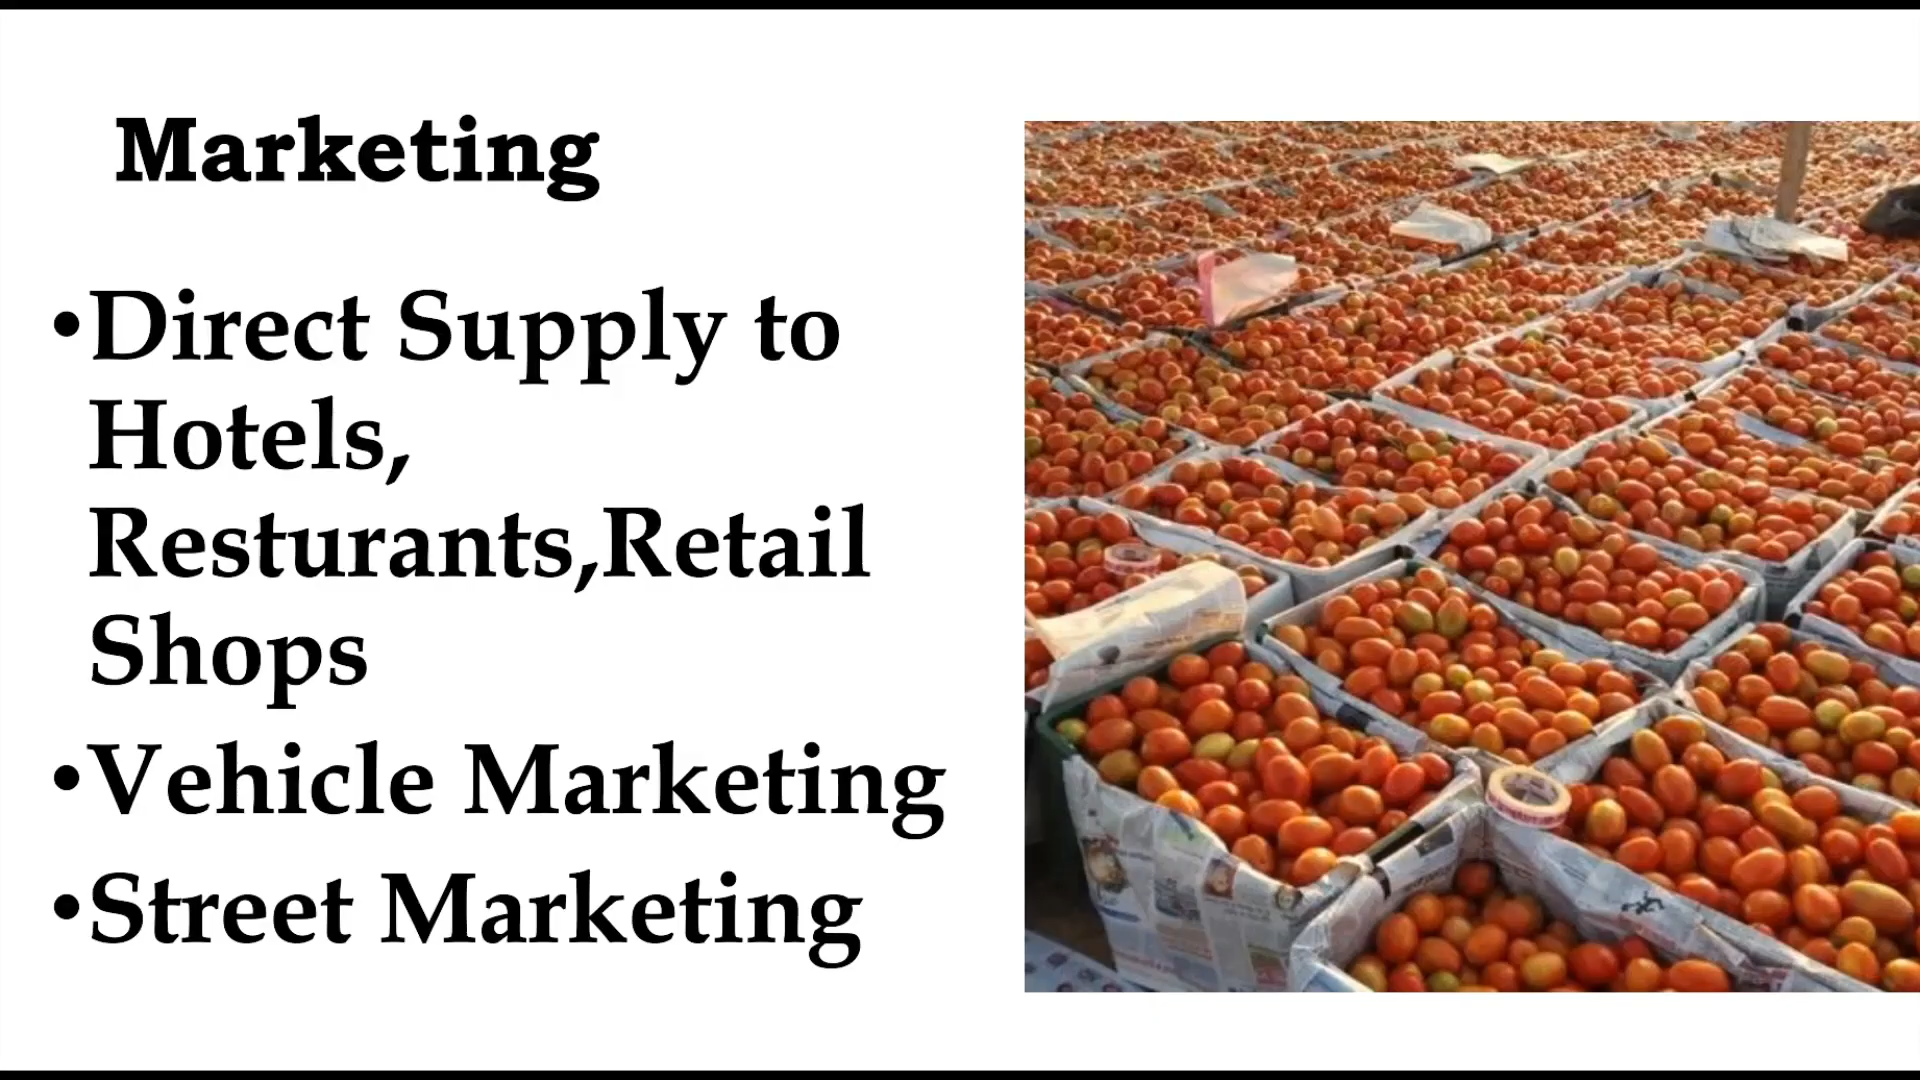 Marketing
•Direct Supply to
Hotels,
Resturants,Retail
Shops
•Vehicle Marketing
•Street Marketing